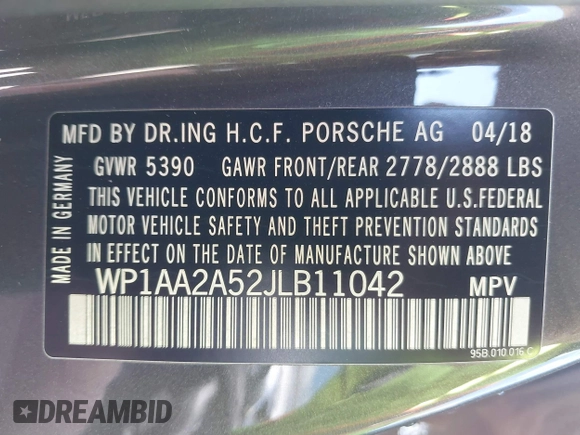 MFD BY DR.ING H.C.F. PORSCHE AG 04/18
GVWR 5390 GAWR FRONT/REAR 2778/2888 LBS
THIS VEHICLE CONFORMS TO ALL APPLICABLE U.S.FEDERAL
MOTOR VEHICLE SAFETY AND THEFT PREVENTION STANDARDS
IN EFFECT ON THE DATE OF MANUFACTURE SHOWN ABOVE
WP1AA2A52JLB11042 MPV
95B.010.016.C
MADE IN GERMANY
DREAMBID